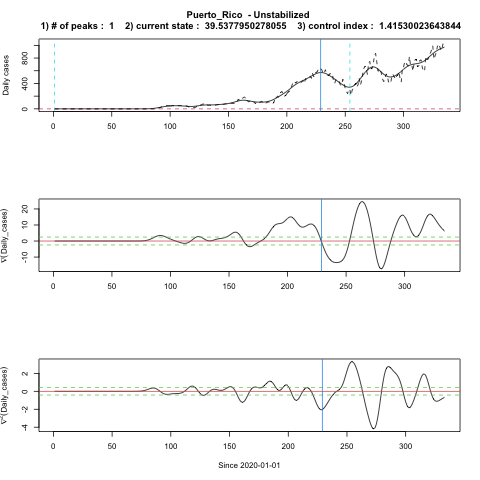 Puerto_Rico - Unstabilized
1) # of peaks : 1 2) current state : 39.5377950278055 3) control index : 1.41530023643844
Daily cases
0 400 800
0 50 100 150 200 250 300
∇(Daily_cases)
-10 0 10 20
0 50 100 150 200 250 300
∇²(Daily_cases)
-4 -2 0 2
0 50 100 150 200 250 300
Since 2020-01-01